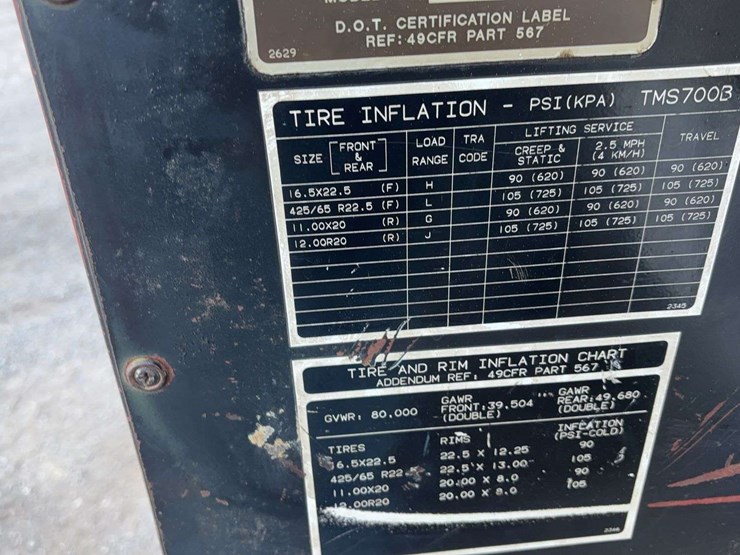 D.O.T. CERTIFICATION LABEL
REF: 49CFR PART 567
2629
TIRE INFLATION - PSI(KPA) TMS700B
SIZE [FRONT & REAR] LOAD RANGE TRA CODE LIFTING SERVICE TRAVEL
CREEP & STATIC 2.5 MPH (4 KM/H)
16.5X22.5 (F) H 90 (620) 90 (620) 90 (620)
425/65 R22.5 (F) L 105 (725) 105 (725) 105 (725)
11.00X20 (R) G 90 (620) 90 (620) 90 (620)
12.00R20 (R) J 105 (725) 105 (725) 105 (725)
2345
TIRE AND RIM INFLATION CHART
ADDENDUM REF: 49CFR PART 567
GVWR: 80,000 GAWR FRONT: 39,504 (DOUBLE) GAWR REAR: 49,680 (DOUBLE)
TIRES RIMS INFLATION (PSI-COLD)
6.5X22.5 22.5 X 12.25 90
425/65 R22 22.5 X 13.00 105
11.00X20 20.00 X 8.0 90
.00R20 20.00 X 8.0 105
2346